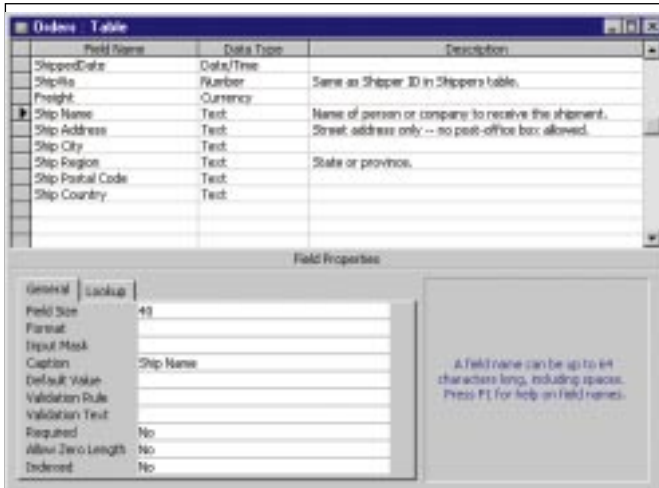 Orders : Table
Field Name Data Type Description
ShippedDate Date/Time
ShipVia Number Same as Shipper ID in Shippers table.
Freight Currency
Ship Name Text Name of person or company to receive the shipment.
Ship Address Text Street address only -- no post-office box allowed.
Ship City Text
Ship Region Text State or province.
Ship Postal Code Text
Ship Country Text
Field Properties
General Lookup
Field Size 40
Format
Input Mask
Caption Ship Name
Default Value
Validation Rule
Validation Text
Required No
Allow Zero Length No
Indexed No
A field name can be up to 64
characters long, including spaces.
Press F1 for help on field names.